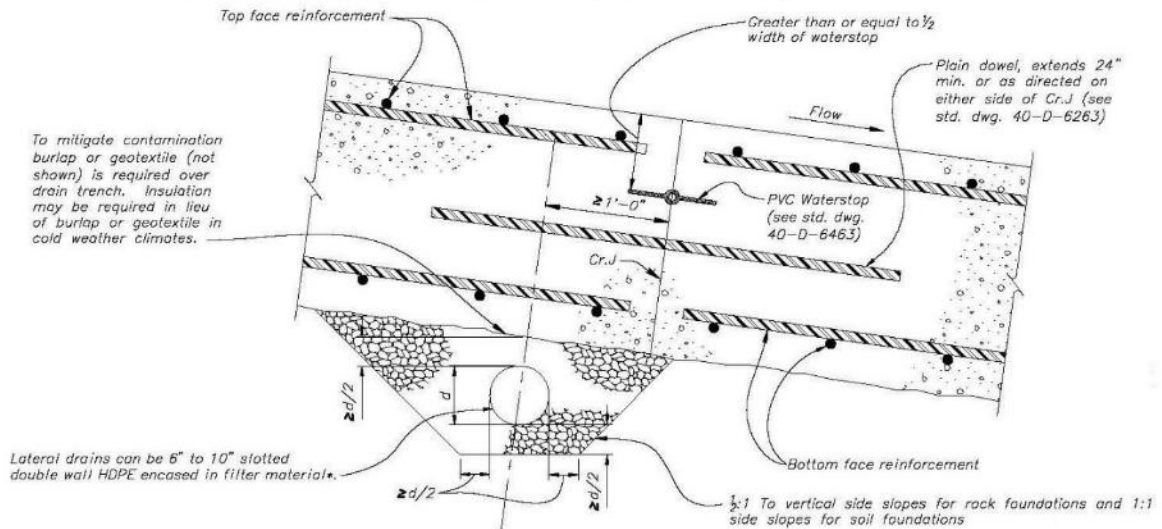 Top face reinforcement
Greater than or equal to ½
width of waterstop
Plain dowel, extends 24"
min. or as directed on
either side of Cr.J (see
std. dwg. 40-D-6263)
Flow
To mitigate contamination
burlap or geotextile (not
shown) is required over
drain trench. Insulation
may be required in lieu
of burlap or geotextile in
cold weather climates.
≥1'-0"
PVC Waterstop
(see std. dwg.
40-D-6463)
Cr.J
≥d/2
d
Lateral drains can be 6" to 10" slotted
double wall HDPE encased in filter material*.
≥d/2
≥d/2
Bottom face reinforcement
½:1 To vertical side slopes for rock foundations and 1:1
side slopes for soil foundations